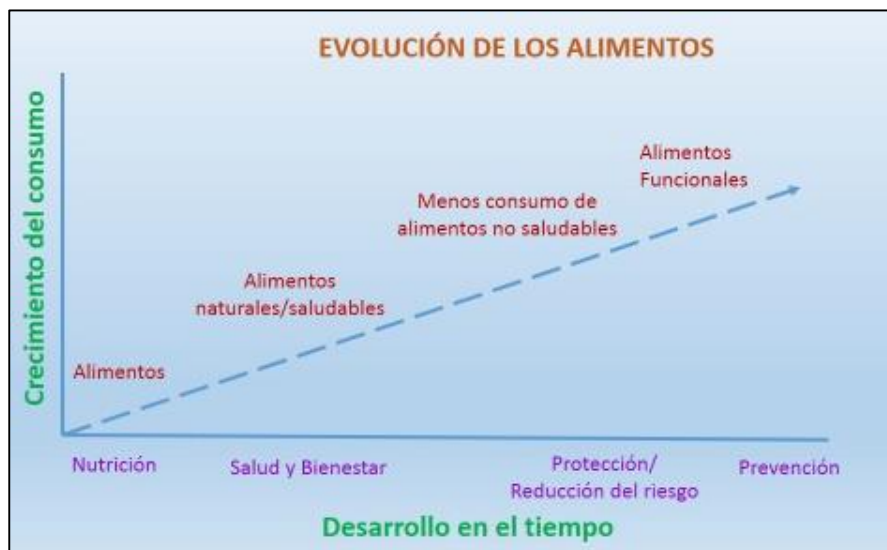 EVOLUCIÓN DE LOS ALIMENTOS
Crecimiento del consumo
Alimentos
Funcionales
Menos consumo de
alimentos no saludables
Alimentos
naturales/saludables
Alimentos
Nutrición
Salud y Bienestar
Protección/
Reducción del riesgo
Prevención
Desarrollo en el tiempo